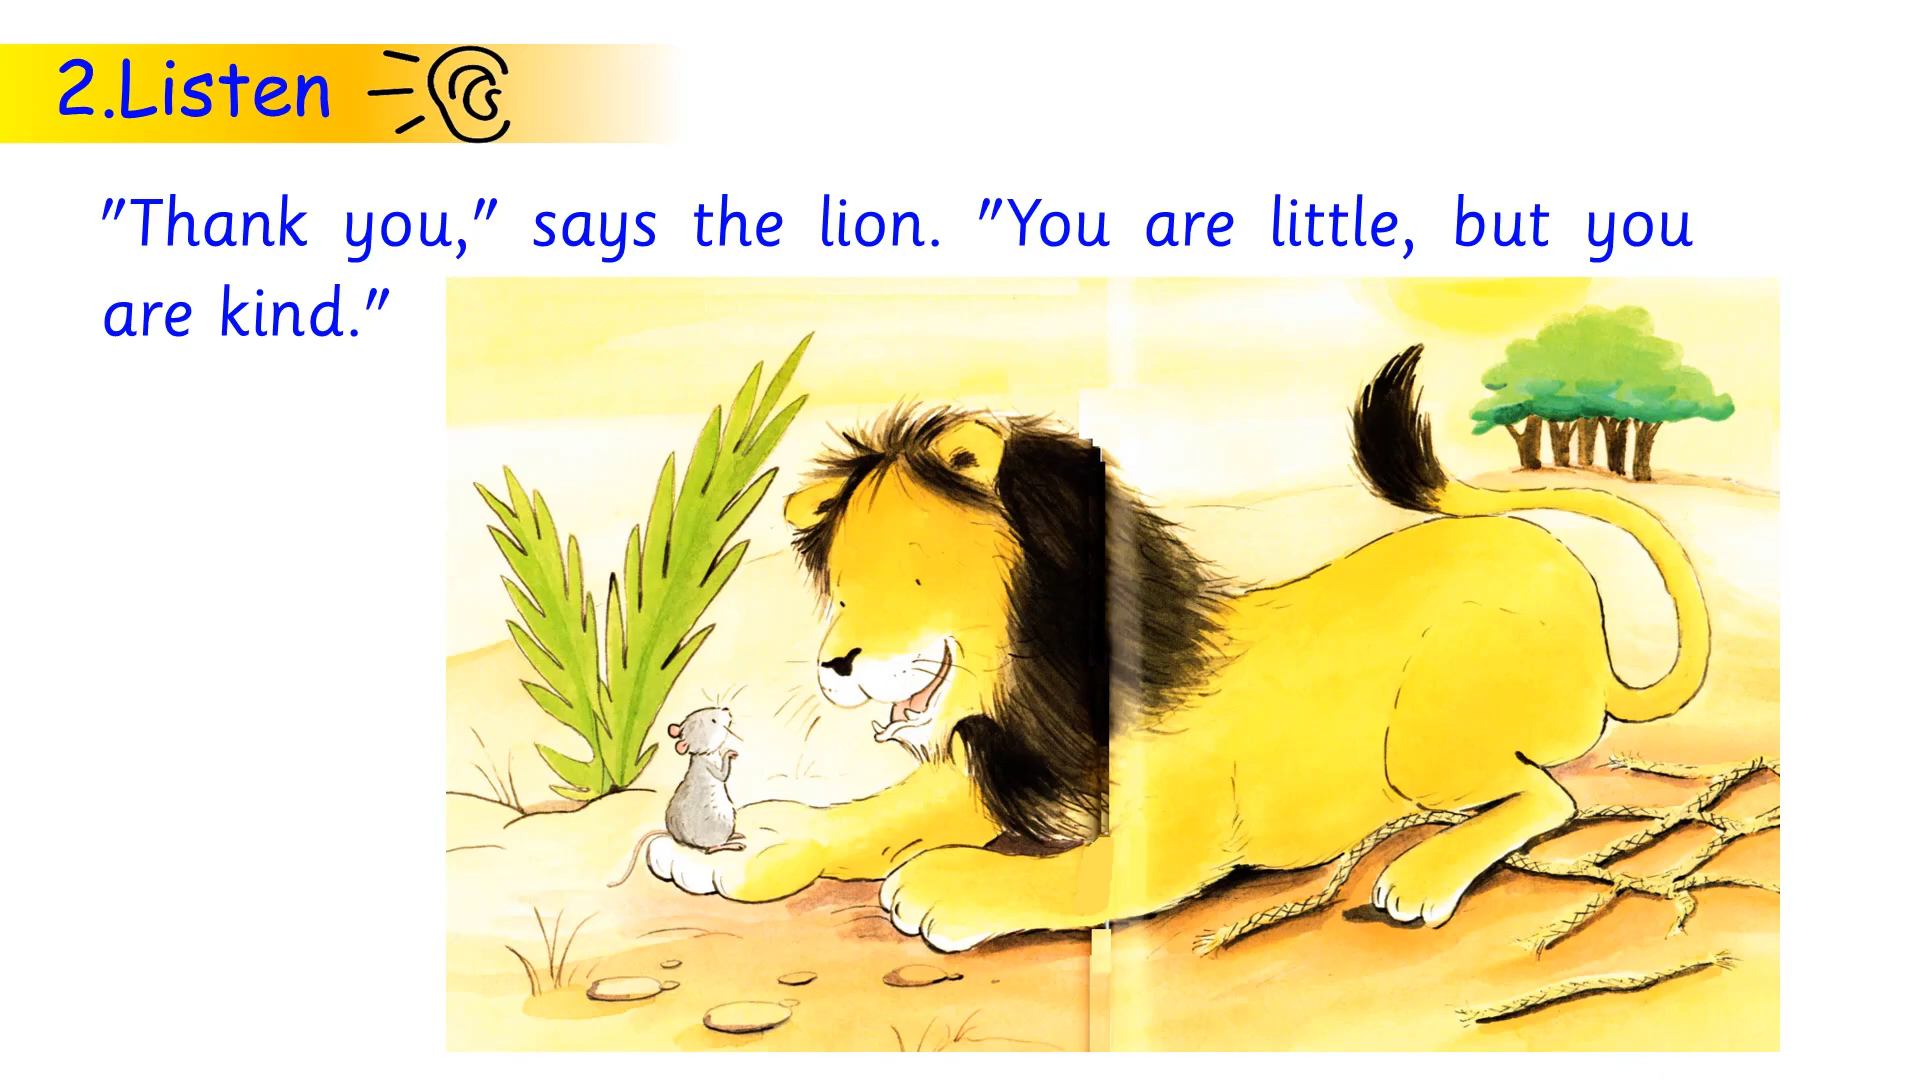 2.Listen
"Thank you," says the lion. "You are little, but you
are kind."